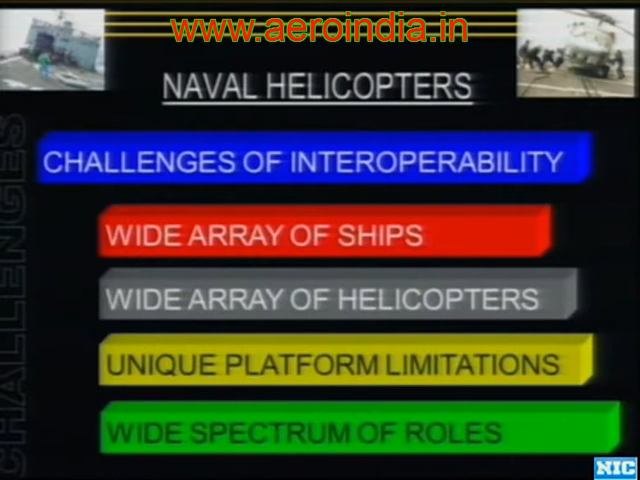 www.aeroindia.in
NAVAL HELICOPTERS
CHALLENGES
CHALLENGES OF INTEROPERABILITY
WIDE ARRAY OF SHIPS
WIDE ARRAY OF HELICOPTERS
UNIQUE PLATFORM LIMITATIONS
WIDE SPECTRUM OF ROLES
NIC